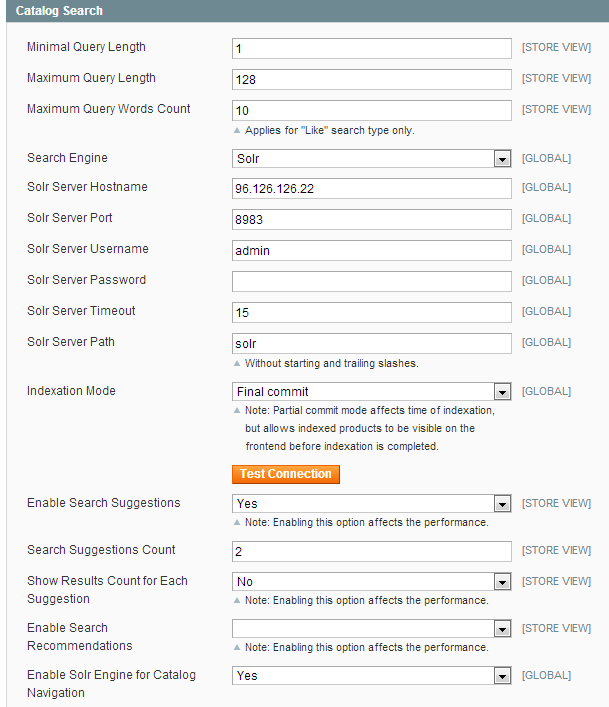 Catalog Search
Minimal Query Length 1 [STORE VIEW]
Maximum Query Length 128 [STORE VIEW]
Maximum Query Words Count 10 [STORE VIEW]
Applies for "Like" search type only.
Search Engine Solr [GLOBAL]
Solr Server Hostname 96.126.126.22 [GLOBAL]
Solr Server Port 8983 [GLOBAL]
Solr Server Username admin [GLOBAL]
Solr Server Password [GLOBAL]
Solr Server Timeout 15 [GLOBAL]
Solr Server Path solr [GLOBAL]
Without starting and trailing slashes.
Indexation Mode Final commit [GLOBAL]
Note: Partial commit mode affects time of indexation,
but allows indexed products to be visible on the
frontend before indexation is completed.
Test Connection
Enable Search Suggestions Yes [STORE VIEW]
Note: Enabling this option affects the performance.
Search Suggestions Count 2 [STORE VIEW]
Show Results Count for Each No [STORE VIEW]
Suggestion
Note: Enabling this option affects the performance.
Enable Search [STORE VIEW]
Recommendations
Note: Enabling this option affects the performance.
Enable Solr Engine for Catalog Yes [GLOBAL]
Navigation